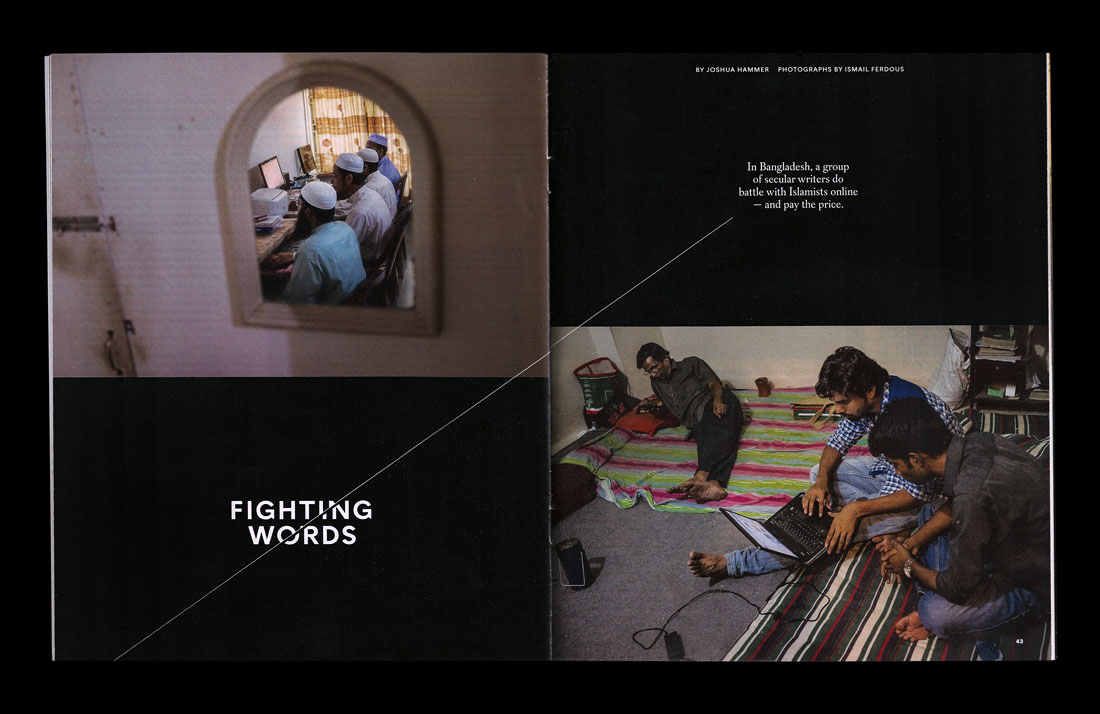 FIGHTING
WORDS
BY JOSHUA HAMMER PHOTOGRAPHS BY ISMAIL FERDOUS
In Bangladesh, a group
of secular writers do
battle with Islamists online
— and pay the price.
43